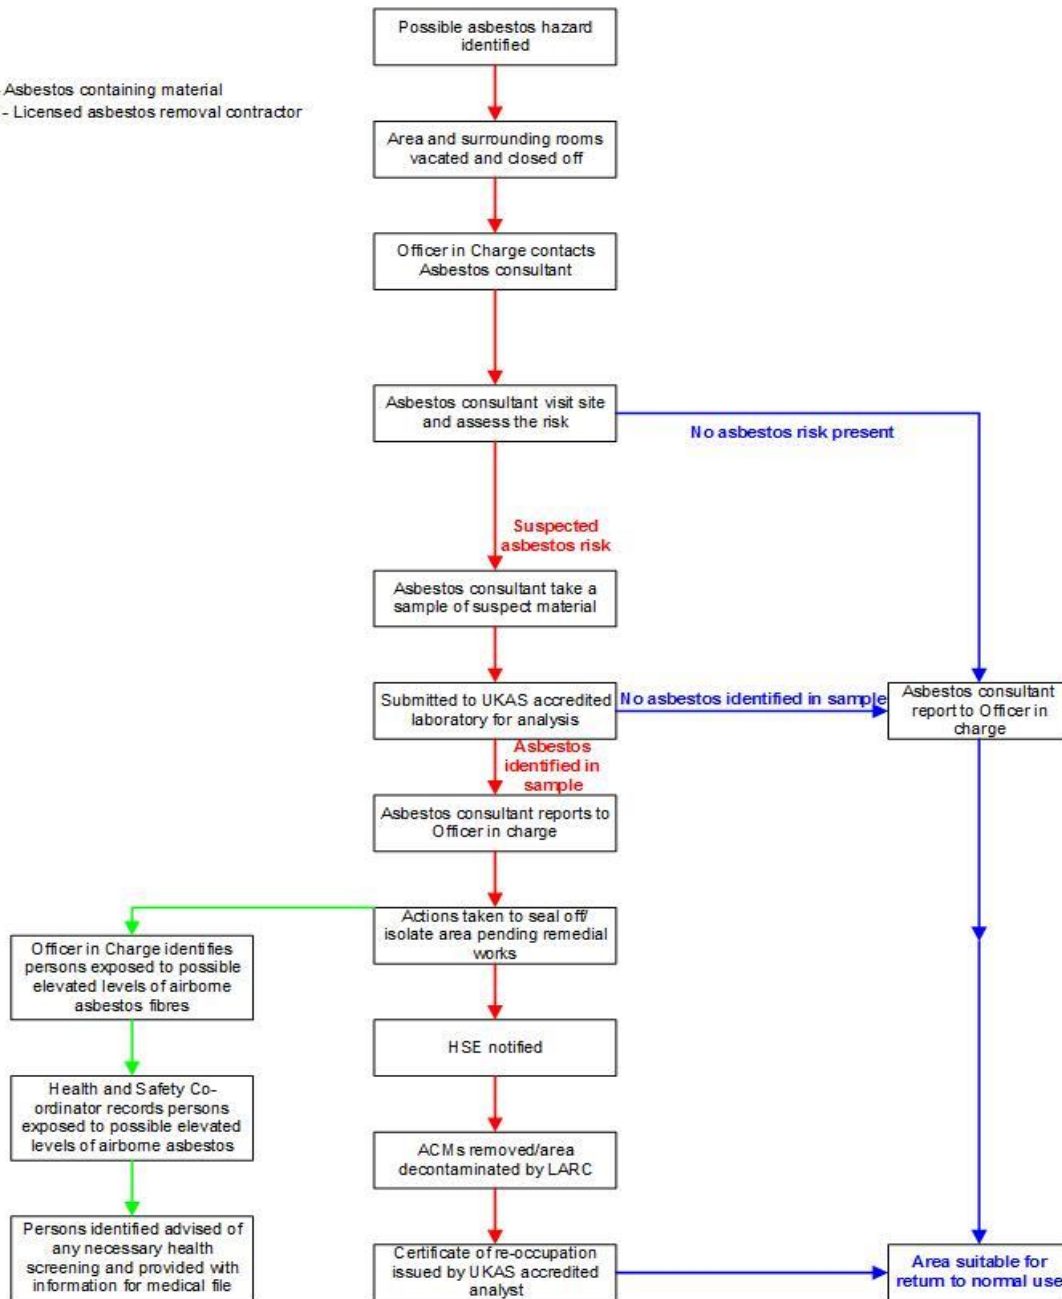 Possible asbestos hazard
identified
Asbestos containing material
- Licensed asbestos removal contractor
Area and surrounding rooms
vacated and closed off
Officer in Charge contacts
Asbestos consultant
Asbestos consultant visit site
and assess the risk
No asbestos risk present
Suspected
asbestos risk
Asbestos consultant take a
sample of suspect material
Submitted to UKAS accredited
laboratory for analysis
No asbestos identified in sample
Asbestos consultant
report to Officer in
charge
Asbestos
identified in
sample
Asbestos consultant reports to
Officer in charge
Actions taken to seal off/
isolate area pending remedial
works
Officer in Charge identifies
persons exposed to possible
elevated levels of airborne
asbestos fibres
HSE notified
Health and Safety Co-
ordinator records persons
exposed to possible elevated
levels of airborne asbestos
ACMs removed/area
decontaminated by LARC
Persons identified advised of
any necessary health
screening and provided with
information for medical file
Certificate of re-occupation
issued by UKAS accredited
analyst
Area suitable for
return to normal use